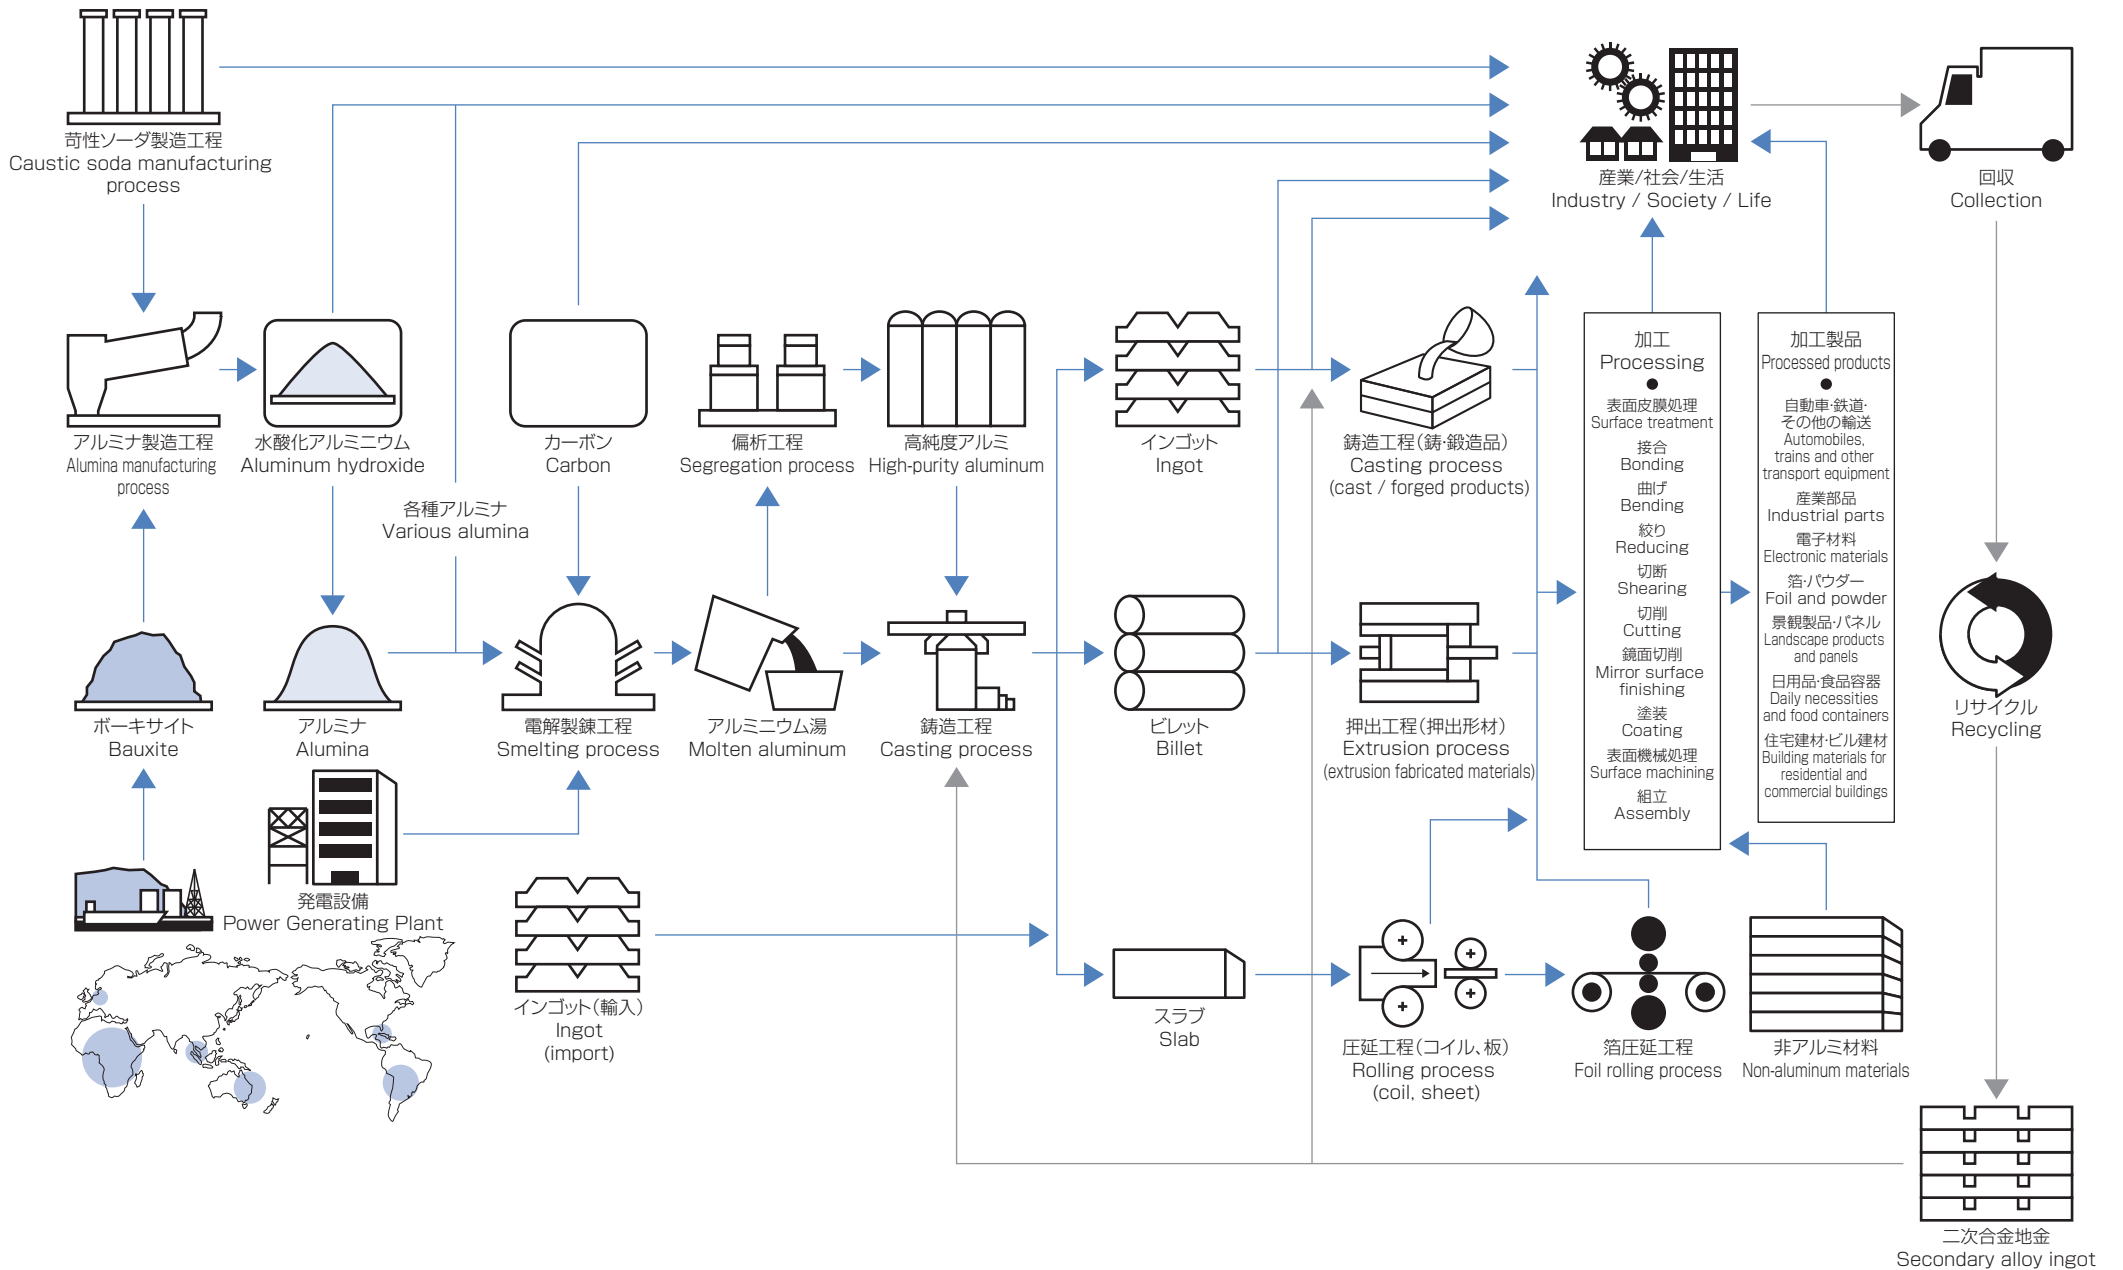 苛性ソーダ製造工程
Caustic soda manufacturing
process
産業/社会/生活
Industry / Society / Life
回収
Collection
アルミナ製造工程
Alumina manufacturing
process
水酸化アルミニウム
Aluminum hydroxide
各種アルミナ
Various alumina
カーボン
Carbon
偏析工程
Segregation process
高純度アルミ
High-purity aluminum
インゴット
Ingot
鋳造工程（鋳・鍛造品）
Casting process
(cast / forged products)
加工
Processing
●
表面皮膜処理
Surface treatment
接合
Bonding
曲げ
Bending
絞り
Reducing
切断
Shearing
切削
Cutting
鏡面切削
Mirror surface
finishing
塗装
Coating
表面機械処理
Surface machining
組立
Assembly
加工製品
Processed products
●
自動車・鉄道・
その他の輸送
Automobiles,
trains and other
transport equipment
産業部品
Industrial parts
電子材料
Electronic materials
箔・パウダー
Foil and powder
景観製品・パネル
Landscape products
and panels
日用品・食品容器
Daily necessities
and food containers
住宅建材・ビル建材
Building materials for
residential and
commercial buildings
ボーキサイト
Bauxite
アルミナ
Alumina
電解製錬工程
Smelting process
アルミニウム湯
Molten aluminum
鋳造工程
Casting process
ビレット
Billet
押出工程（押出形材）
Extrusion process
(extrusion fabricated materials)
リサイクル
Recycling
発電設備
Power Generating Plant
インゴット（輸入）
Ingot
(import)
スラブ
Slab
圧延工程（コイル、板）
Rolling process
(coil, sheet)
箔圧延工程
Foil rolling process
非アルミ材料
Non-aluminum materials
二次合金地金
Secondary alloy ingot